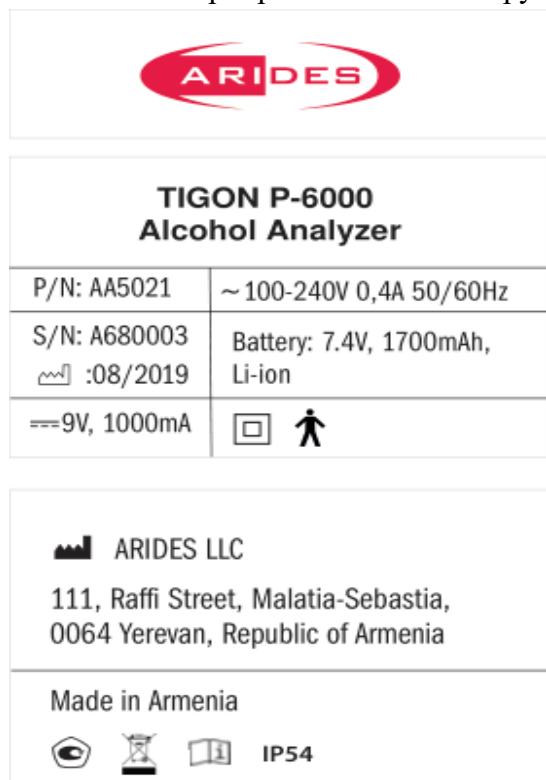 ARIDES
TIGON P-6000
Alcohol Analyzer
P/N: AA5021
~100-240V 0,4A 50/60Hz
S/N: A680003
:08/2019
Battery: 7.4V, 1700mAh,
Li-ion
9V, 1000mA
ARIDES LLC
111, Raffi Street, Malatia-Sebastia,
0064 Yerevan, Republic of Armenia
Made in Armenia
IP54